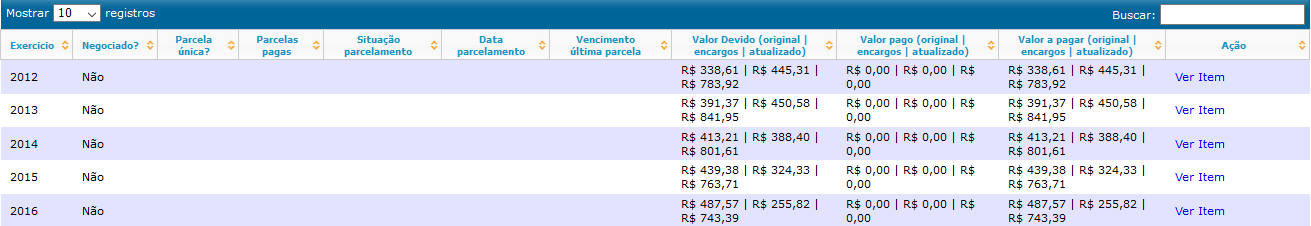 Mostrar 10 registros Buscar:
Exercicio Negociado? Parcela única? Parcelas pagas Situação parcelamento Data parcelamento Vencimento última parcela Valor Devido (original | encargos | atualizado) Valor pago (original | encargos | atualizado) Valor a pagar (original | encargos | atualizado) Ação
2012 Não R$ 338,61 | R$ 445,31 | R$ 783,92 R$ 0,00 | R$ 0,00 | R$ 0,00 R$ 338,61 | R$ 445,31 | R$ 783,92 Ver Item
2013 Não R$ 391,37 | R$ 450,58 | R$ 841,95 R$ 0,00 | R$ 0,00 | R$ 0,00 R$ 391,37 | R$ 450,58 | R$ 841,95 Ver Item
2014 Não R$ 413,21 | R$ 388,40 | R$ 801,61 R$ 0,00 | R$ 0,00 | R$ 0,00 R$ 413,21 | R$ 388,40 | R$ 801,61 Ver Item
2015 Não R$ 439,38 | R$ 324,33 | R$ 763,71 R$ 0,00 | R$ 0,00 | R$ 0,00 R$ 439,38 | R$ 324,33 | R$ 763,71 Ver Item
2016 Não R$ 487,57 | R$ 255,82 | R$ 743,39 R$ 0,00 | R$ 0,00 | R$ 0,00 R$ 487,57 | R$ 255,82 | R$ 743,39 Ver Item